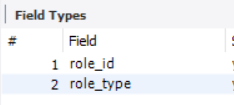 Field Types
# Field
1 role_id
2 role_type